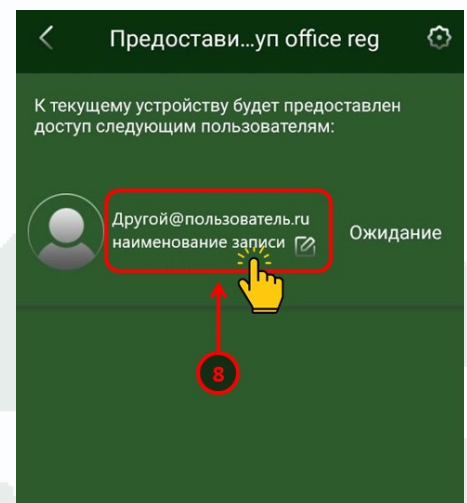 Предостави...уп office reg
К текущему устройству будет предоставлен
доступ следующим пользователям:
Другой@пользователь.ru
наименование записи
Ожидание
8